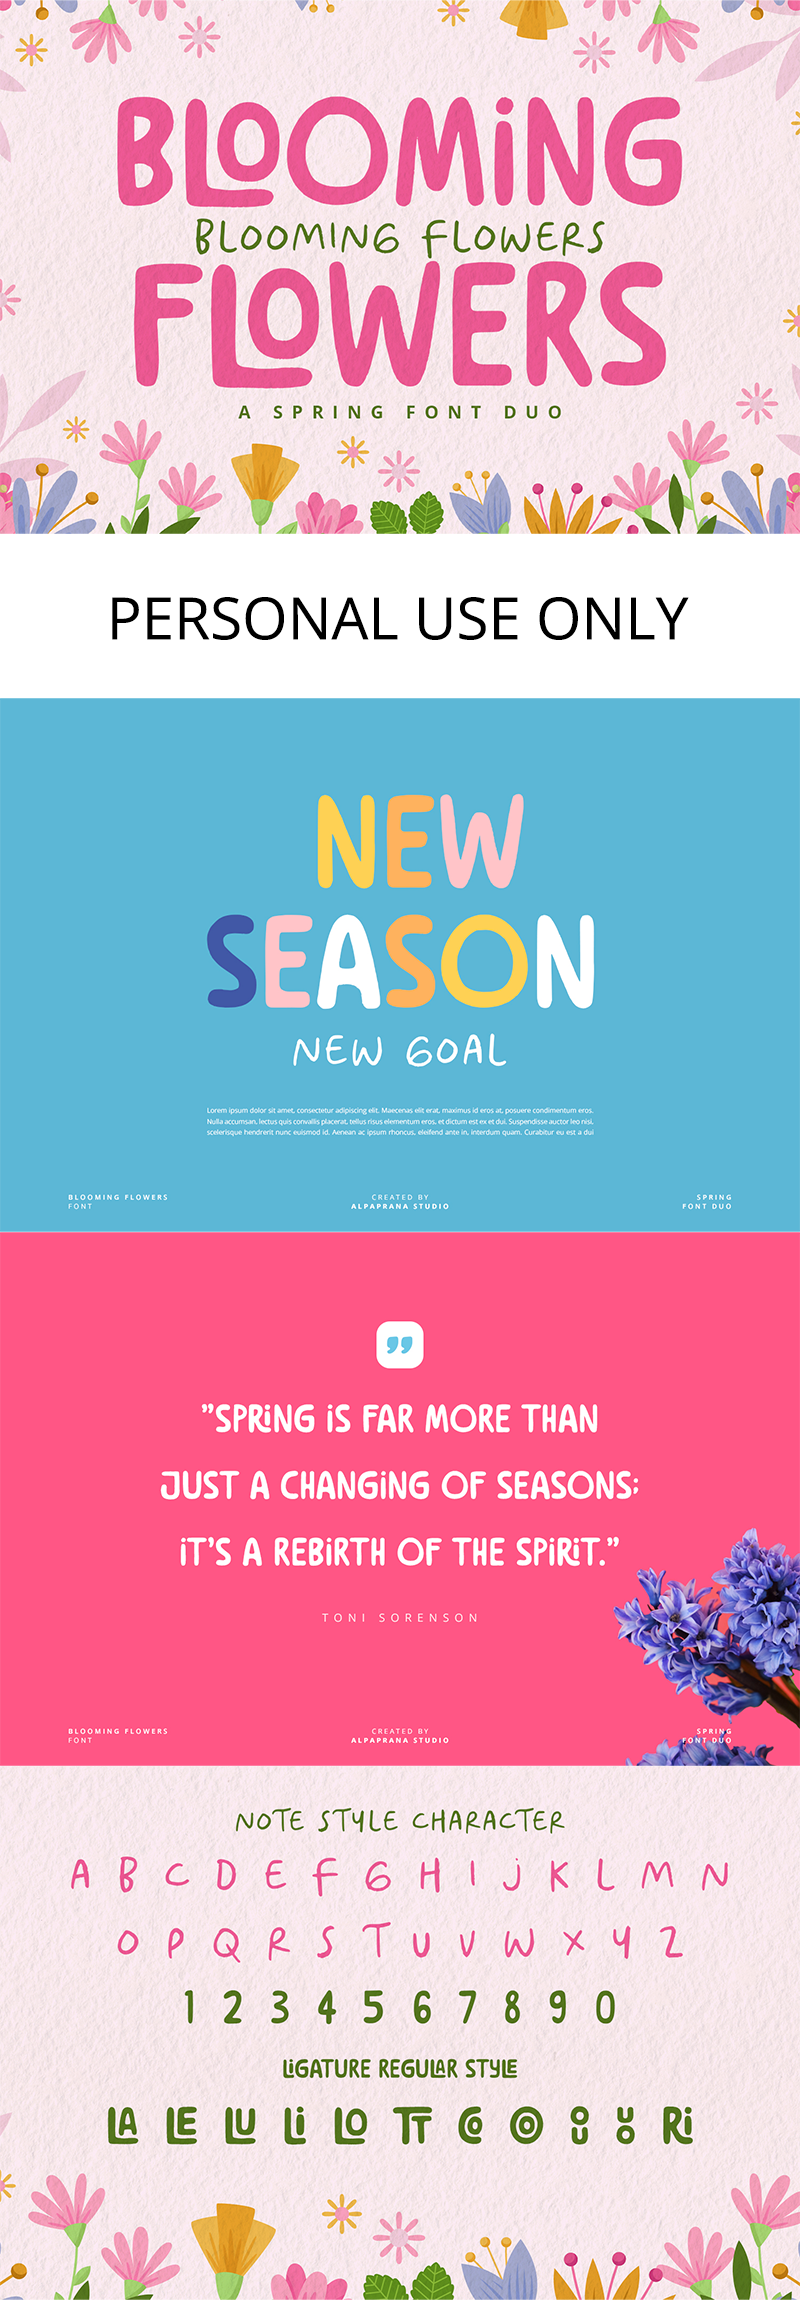 BLOOMiNG
BLOOMING FLOWERS
FLOWERS
A SPRING FONT DUO
PERSONAL USE ONLY
NEW
SEASON
NEW GOAL
Lorem ipsum dolor sit amet, consectetur adipiscing elit. Maecenas elit erat, maximus id eros at, posuere condimentum eros.
Nulla accumsan, lectus quis convallis placerat, tellus risus elementum eros, et dictum est ex et dui. Suspendisse auctor leo nisi,
scelerisque hendrerit nunc euismod id. Aenean ac ipsum rhoncus, eleifend ante in, interdum quam. Curabitur eu est a dui
BLOOMING FLOWERS
FONT
CREATED BY
ALPAPRANA STUDIO
SPRING
FONT DUO
”
”SPRiNG iS FAR MORE THAN
JUST A CHANGiNG OF SEASONS;
iT’S A REBiRTH OF THE SPiRiT.”
TONI SORENSON
BLOOMING FLOWERS
FONT
CREATED BY
ALPAPRANA STUDIO
SPRING
FONT DUO
NOTE STYLE CHARACTER
A B C D E F G H I J K L M N
O P Q R S T U V W X Y Z
1 2 3 4 5 6 7 8 9 0
LiGATURE REGULAR STYLE
LA LE LU Li LO TT CO OO OU UO Ri